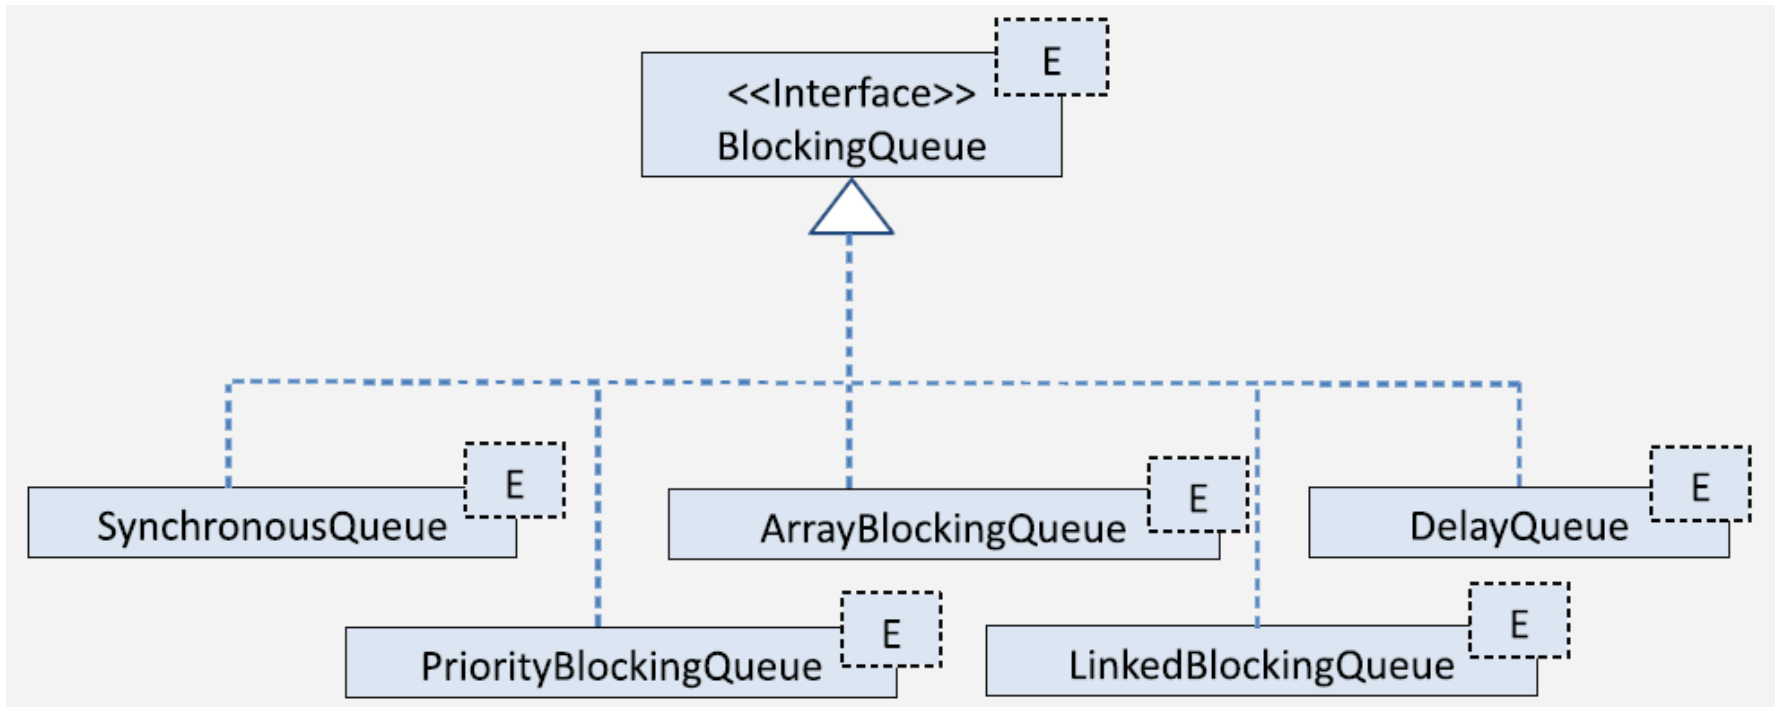 E
<<Interface>>
BlockingQueue
E
SynchronousQueue
E
ArrayBlockingQueue
E
DelayQueue
E
PriorityBlockingQueue
E
LinkedBlockingQueue